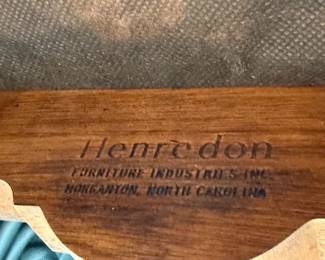 Henredon
FURNITURE INDUSTRIES INC.
MORGANTON, NORTH CAROLINA